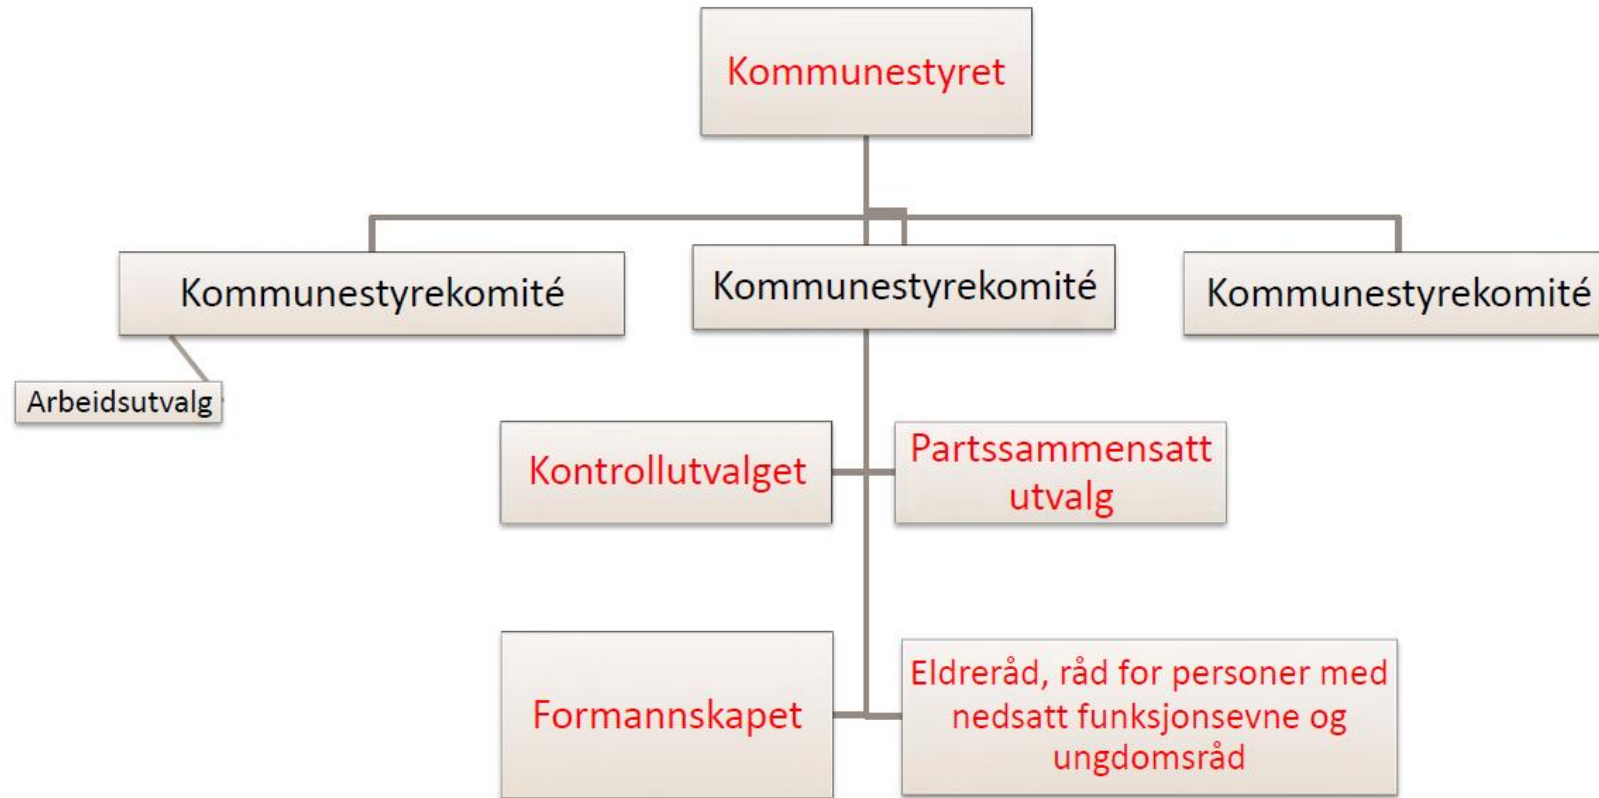 Kommunestyret
Kommunestyrekomité
Kommunestyrekomité
Kommunestyrekomité
Arbeidsutvalg
Kontrollutvalget
Partssammensatt
utvalg
Formannskapet
Eldreråd, råd for personer med
nedsatt funksjonsevne og
ungdomsråd